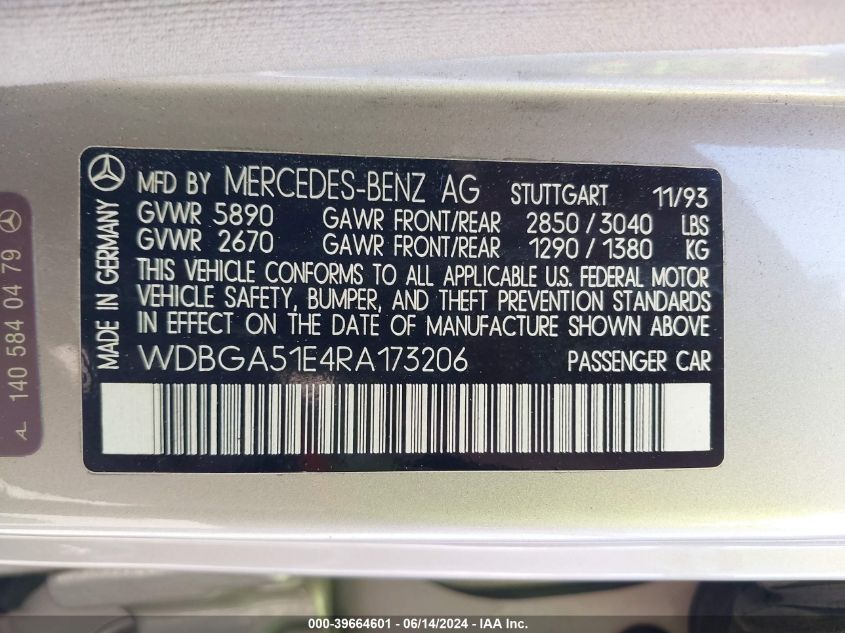 MADE IN GERMANY
MFD BY MERCEDES-BENZ AG STUTTGART 11/93
GVWR 5890 GAWR FRONT/REAR 2850 / 3040 LBS
GVWR 2670 GAWR FRONT/REAR 1290 / 1380 KG
THIS VEHICLE CONFORMS TO ALL APPLICABLE U.S. FEDERAL MOTOR
VEHICLE SAFETY, BUMPER, AND THEFT PREVENTION STANDARDS
IN EFFECT ON THE DATE OF MANUFACTURE SHOWN ABOVE
WDBGA51E4RA173206 PASSENGER CAR
140 584 04 79
000-39664601 - 06/14/2024 - IAA Inc.